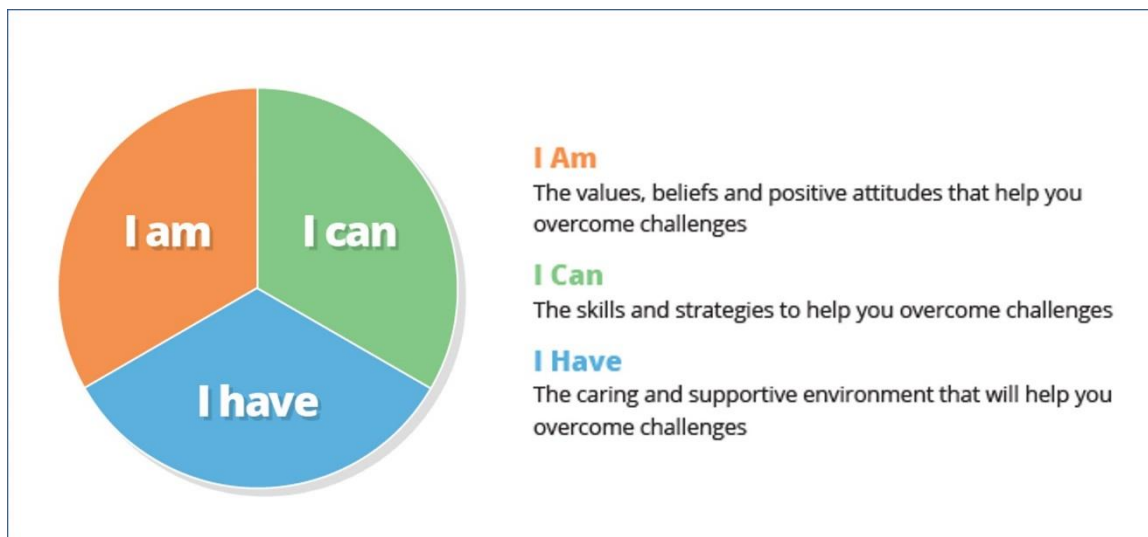 I am
I can
I have
I Am
The values, beliefs and positive attitudes that help you
overcome challenges
I Can
The skills and strategies to help you overcome challenges
I Have
The caring and supportive environment that will help you
overcome challenges